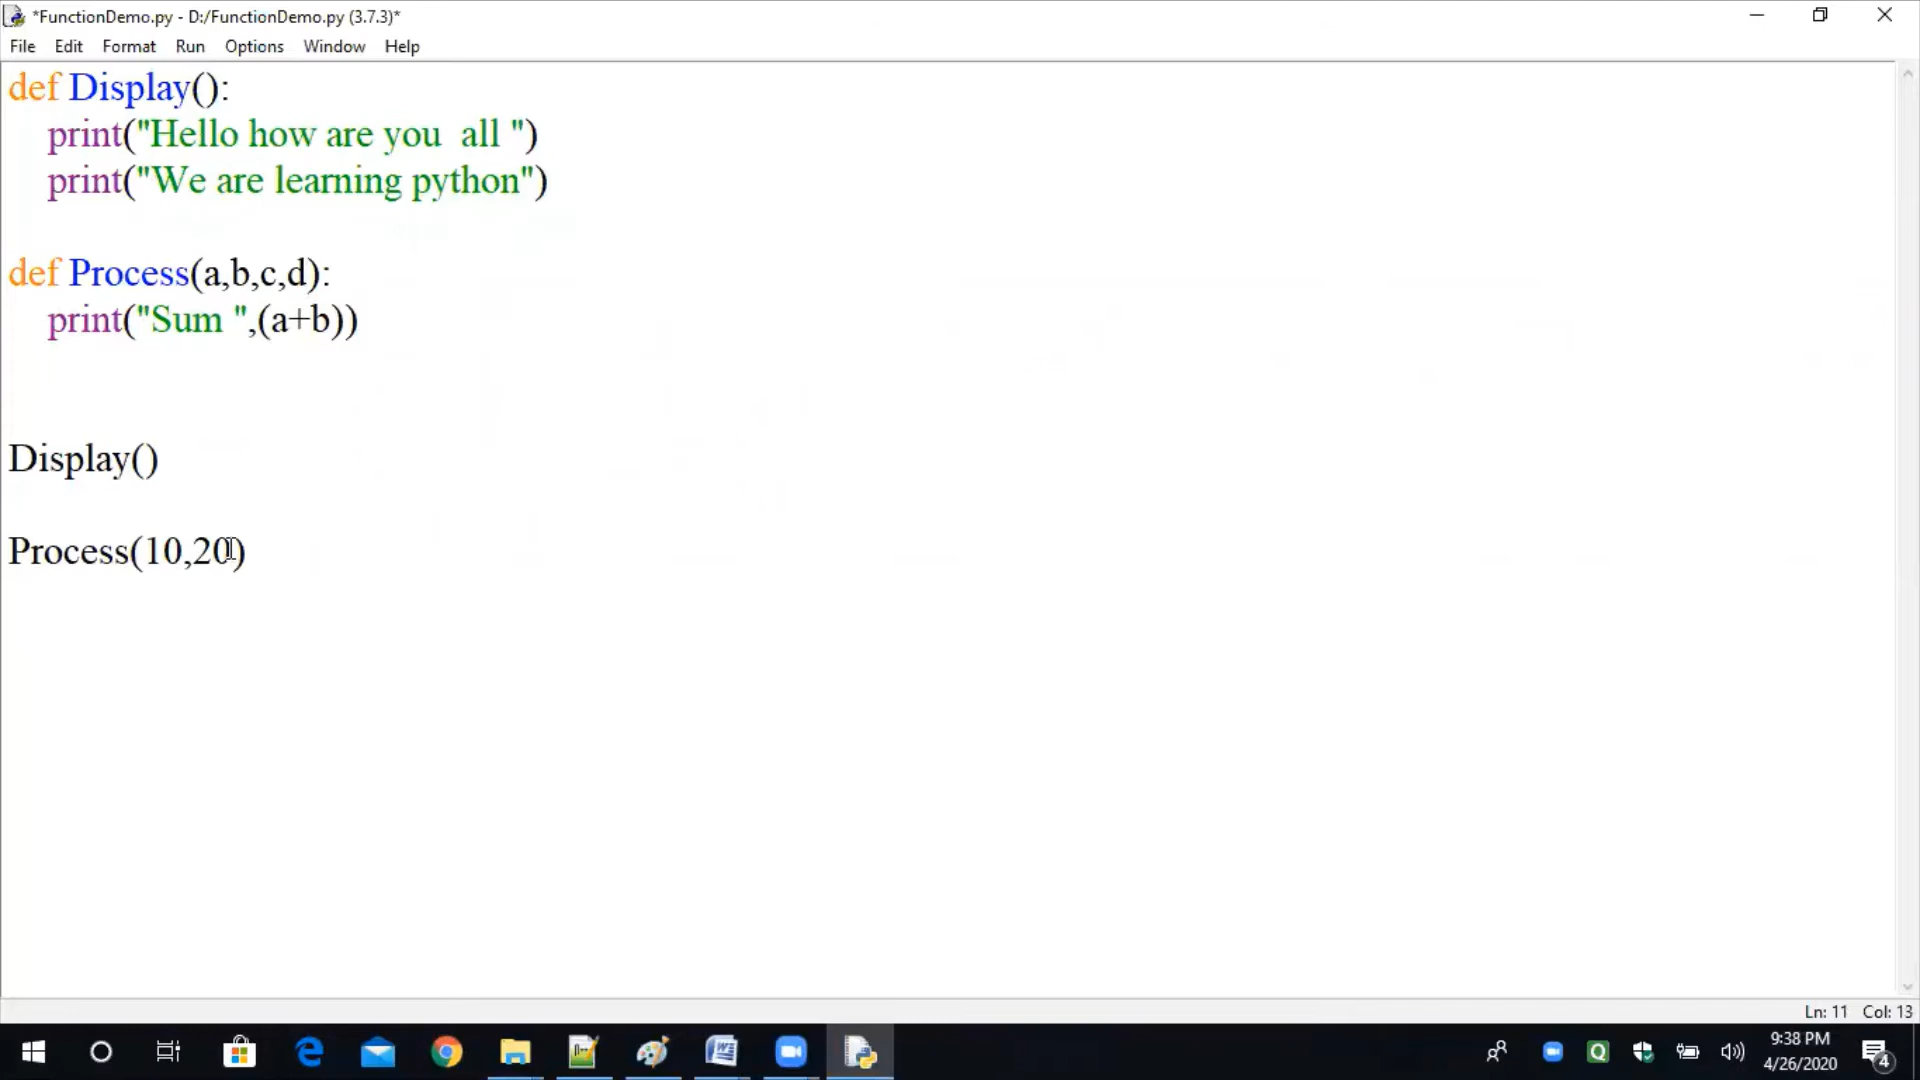 *FunctionDemo.py - D:/FunctionDemo.py (3.7.3)*
File Edit Format Run Options Window Help
def Display():
    print("Hello how are you  all ")
    print("We are learning python")
def Process(a,b,c,d):
    print("Sum ",(a+b))
Display()
Process(10,20)
Ln: 11 Col: 13
9:38 PM
4/26/2020
4